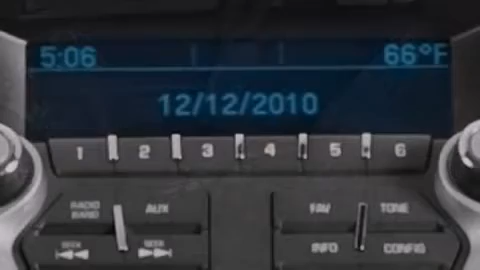 5:06 66°F
12/12/2010
1 2 3 4 5 6
RADIO BAND AUX FAV TONE
SEEK SEEK INFO CONFIG